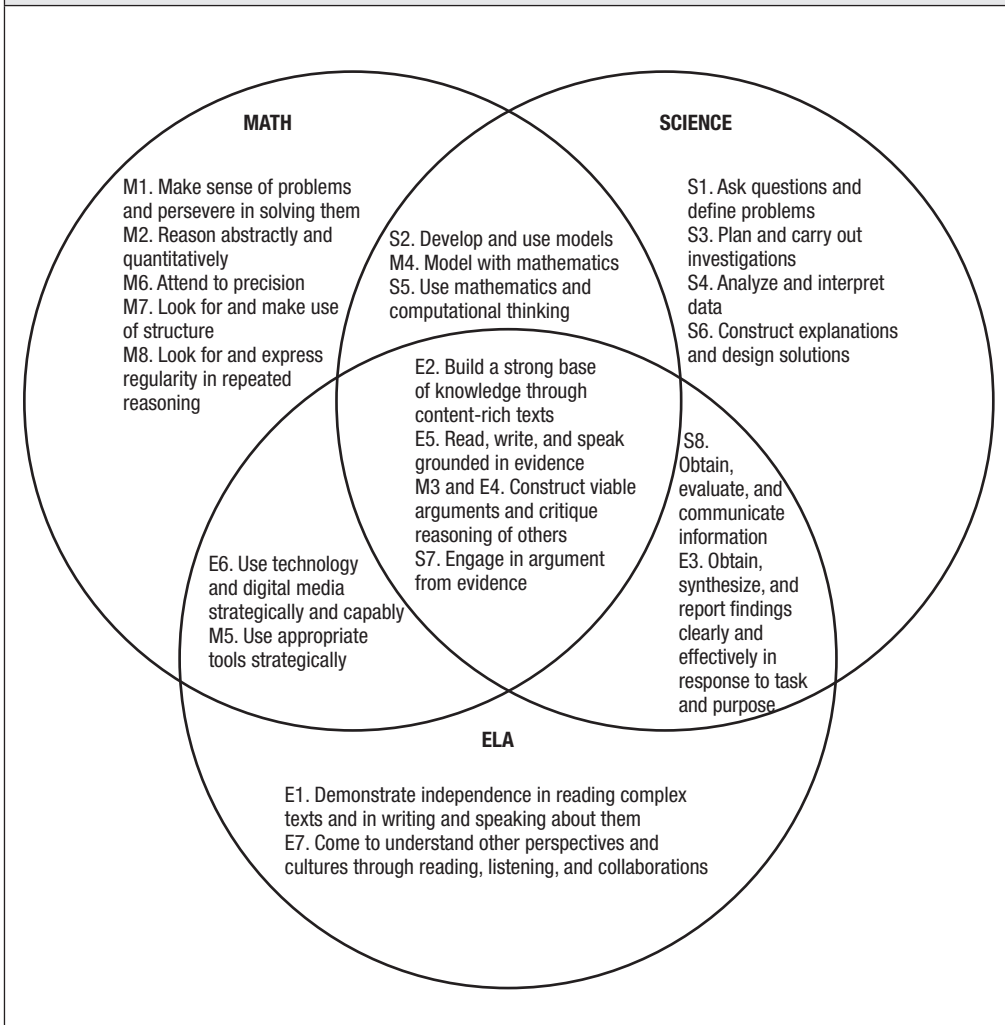 MATH
M1. Make sense of problems
and persevere in solving them
M2. Reason abstractly and
quantitatively
M6. Attend to precision
M7. Look for and make use
of structure
M8. Look for and express
regularity in repeated
reasoning
SCIENCE
S1. Ask questions and
define problems
S3. Plan and carry out
investigations
S4. Analyze and interpret
data
S6. Construct explanations
and design solutions
S2. Develop and use models
M4. Model with mathematics
S5. Use mathematics and
computational thinking
E2. Build a strong base
of knowledge through
content-rich texts
E5. Read, write, and speak
grounded in evidence
M3 and E4. Construct viable
arguments and critique
reasoning of others
S7. Engage in argument
from evidence
S8.
Obtain,
evaluate, and
communicate
information
E3. Obtain,
synthesize, and
report findings
clearly and
effectively in
response to task
and purpose
E6. Use technology
and digital media
strategically and capably
M5. Use appropriate
tools strategically
ELA
E1. Demonstrate independence in reading complex
texts and in writing and speaking about them
E7. Come to understand other perspectives and
cultures through reading, listening, and collaborations